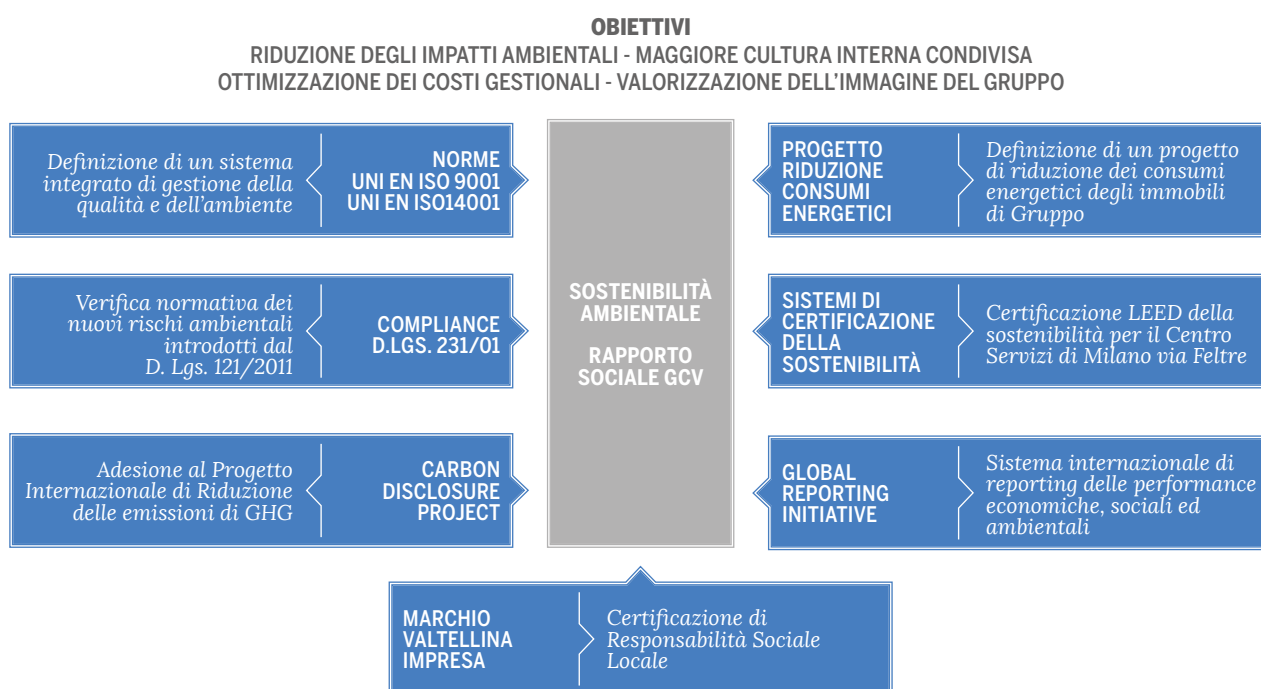 OBIETTIVI
RIDUZIONE DEGLI IMPATTI AMBIENTALI - MAGGIORE CULTURA INTERNA CONDIVISA
OTTIMIZZAZIONE DEI COSTI GESTIONALI - VALORIZZAZIONE DELL'IMMAGINE DEL GRUPPO
Definizione di un sistema
integrato di gestione della
qualità e dell'ambiente
NORME
UNI EN ISO 9001
UNI EN ISO14001
Verifica normativa dei
nuovi rischi ambientali
introdotti dal
D. Lgs. 121/2011
COMPLIANCE
D.LGS. 231/01
Adesione al Progetto
Internazionale di Riduzione
delle emissioni di GHG
CARBON
DISCLOSURE
PROJECT
SOSTENIBILITÀ
AMBIENTALE
RAPPORTO
SOCIALE GCV
PROGETTO
RIDUZIONE
CONSUMI
ENERGETICI
Definizione di un progetto
di riduzione dei consumi
energetici degli immobili
di Gruppo
SISTEMI DI
CERTIFICAZIONE
DELLA
SOSTENIBILITÀ
Certificazione LEED della
sostenibilità per il Centro
Servizi di Milano via Feltre
GLOBAL
REPORTING
INITIATIVE
Sistema internazionale di
reporting delle performance
economiche, sociali ed
ambientali
MARCHIO
VALTELLINA
IMPRESA
Certificazione di
Responsabilità Sociale
Locale